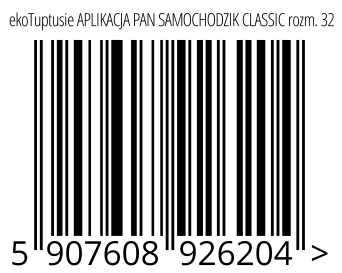 ekoTuptusie APLIKACJA PAN SAMOCHODZIK CLASSIC rozm. 32
5 907608 926204 >